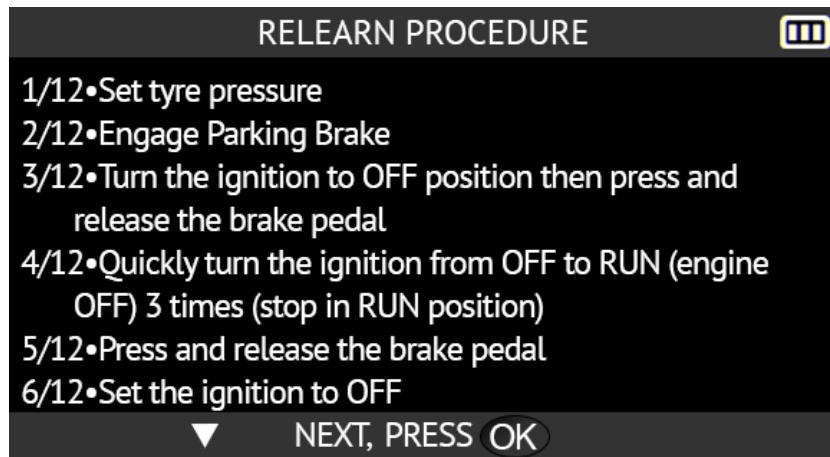 RELEARN PROCEDURE
1/12•Set tyre pressure
2/12•Engage Parking Brake
3/12•Turn the ignition to OFF position then press and
release the brake pedal
4/12•Quickly turn the ignition from OFF to RUN (engine
OFF) 3 times (stop in RUN position)
5/12•Press and release the brake pedal
6/12•Set the ignition to OFF
▼ NEXT, PRESS OK